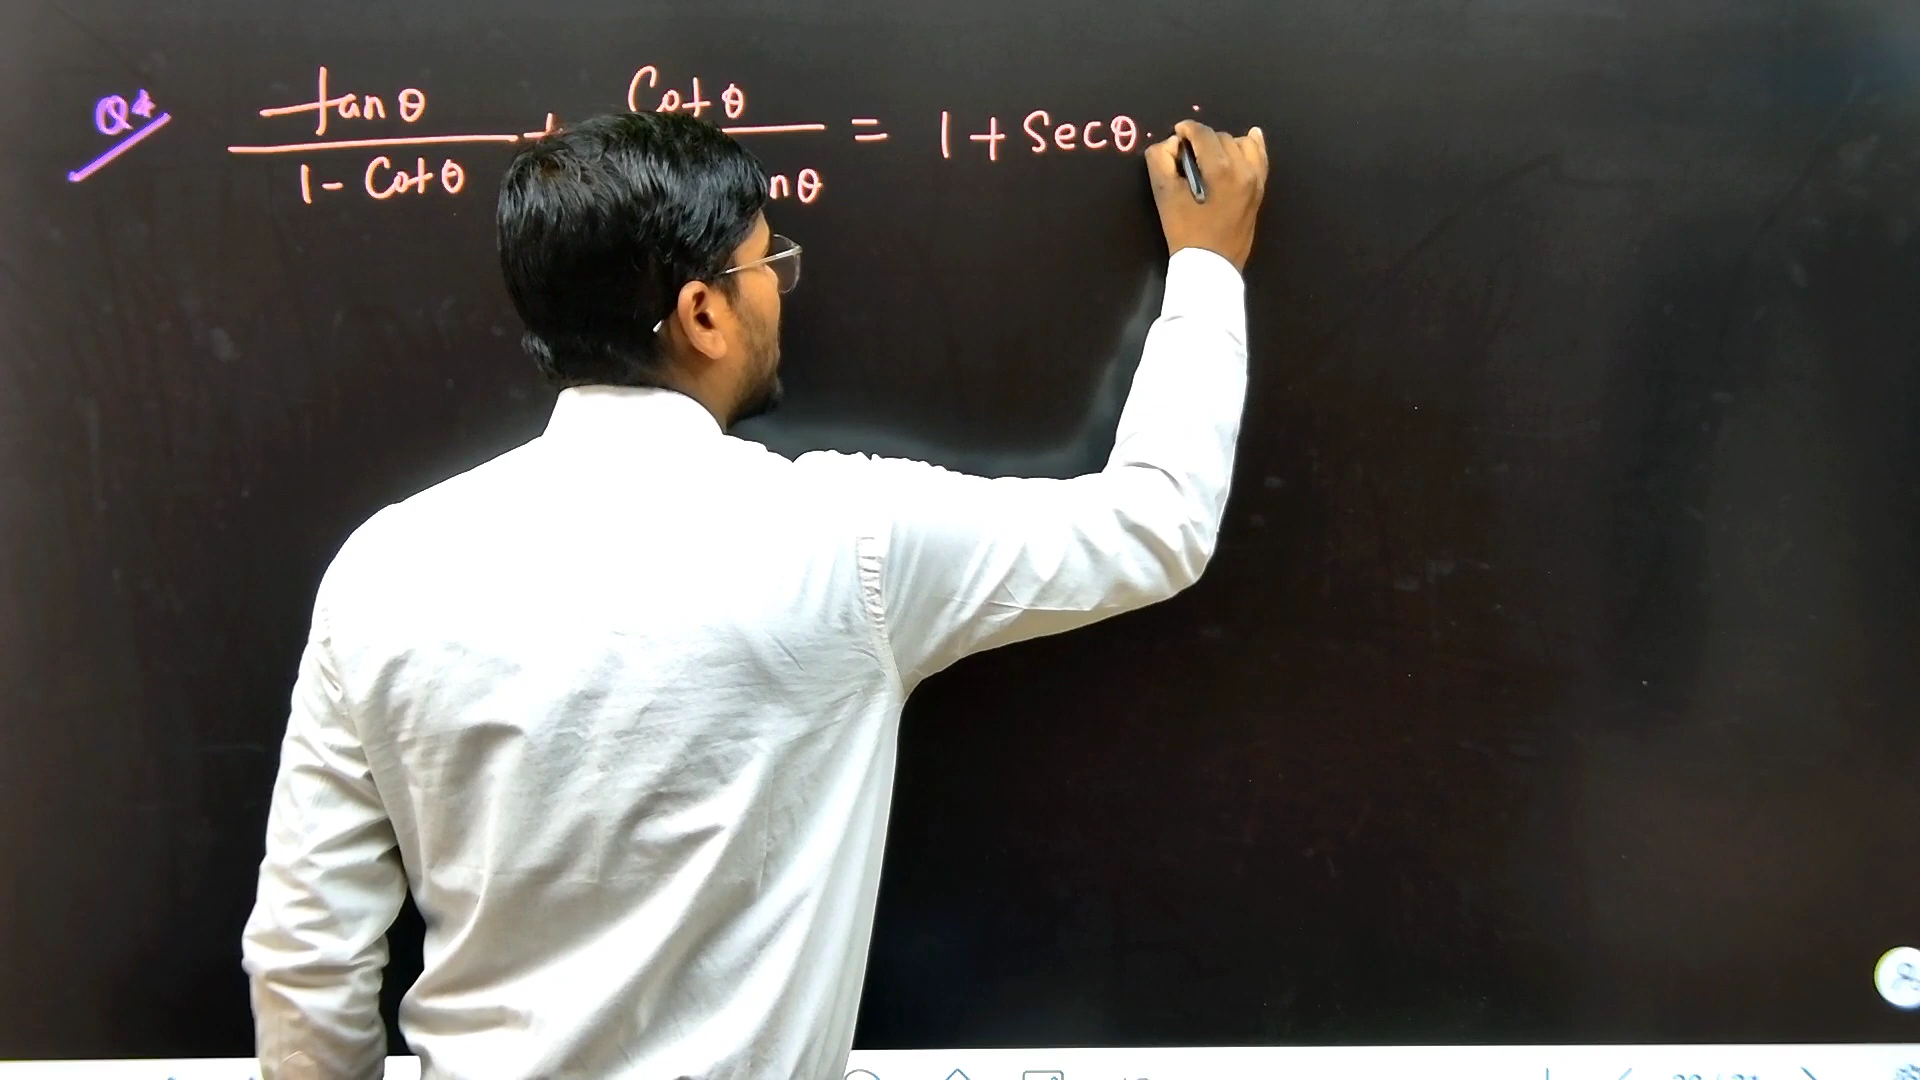 Q4 tanθ / 1 - Cotθ + Cotθ / nθ = 1 + Secθ.